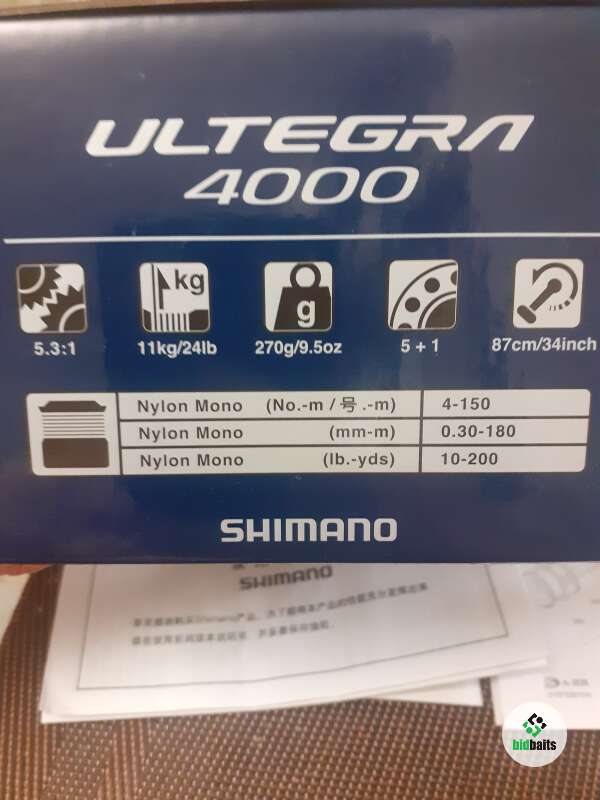 ULTEGRA
4000
kg
g
5.3:1
11kg/24lb
270g/9.5oz
5 + 1
87cm/34inch
Nylon Mono (No.-m / 号.-m) 4-150
Nylon Mono (mm-m) 0.30-180
Nylon Mono (lb.-yds) 10-200
SHIMANO
SHIMANO
bidbaits